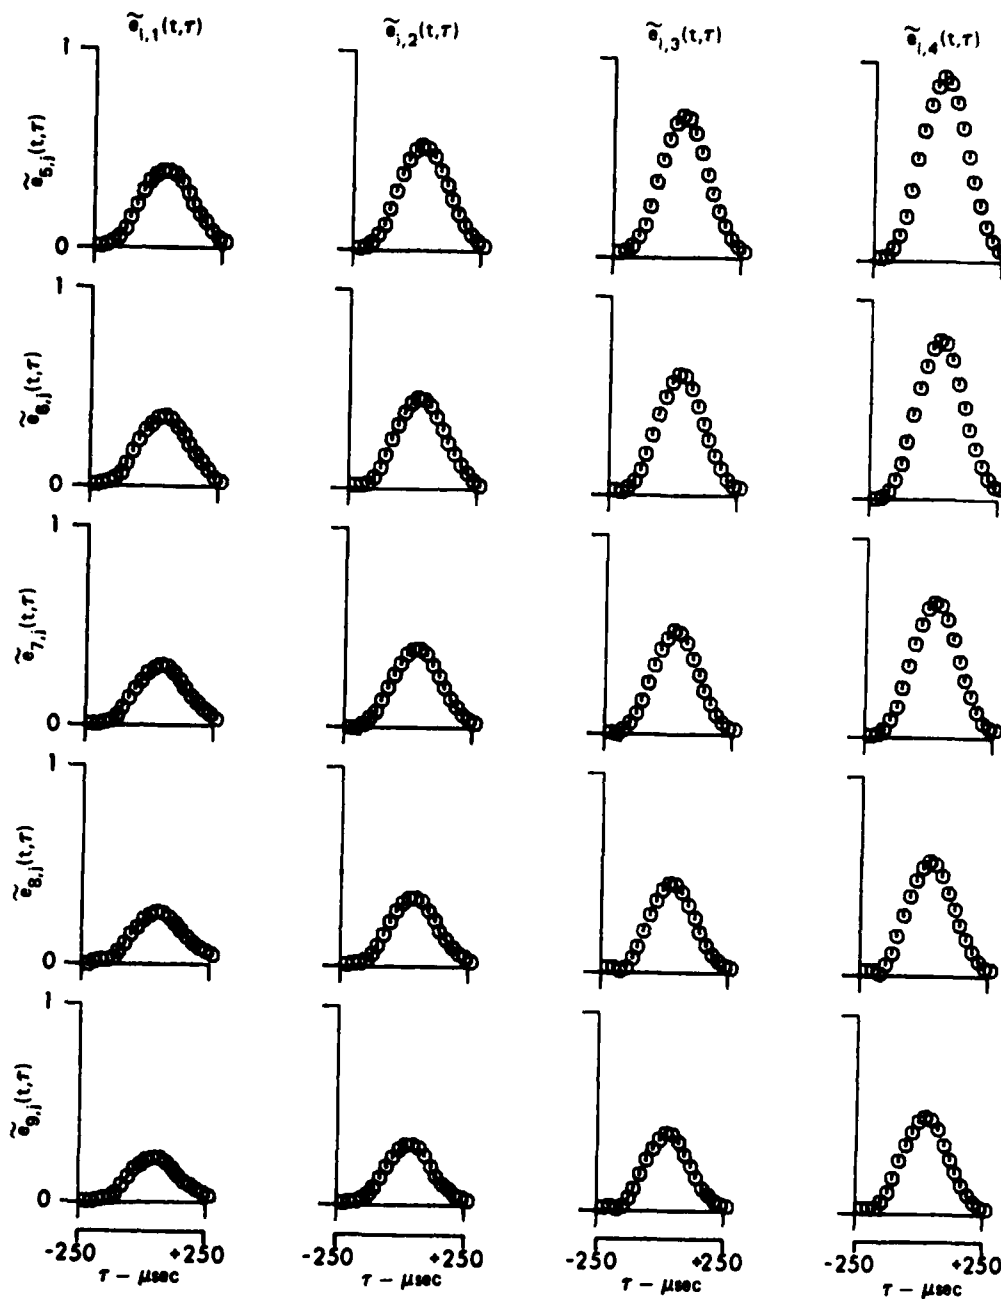 ẽi,1(t,τ) ẽi,2(t,τ) ẽi,3(t,τ) ẽi,4(t,τ)
1
ẽ5,j(t,τ)
0
1
ẽ6,j(t,τ)
0
1
ẽ7,j(t,τ)
0
1
ẽ8,j(t,τ)
0
1
ẽ9,j(t,τ)
0
-250 +250 -250 +250 -250 +250 -250 +250
τ – μsec τ – μsec τ – μsec τ – μsec